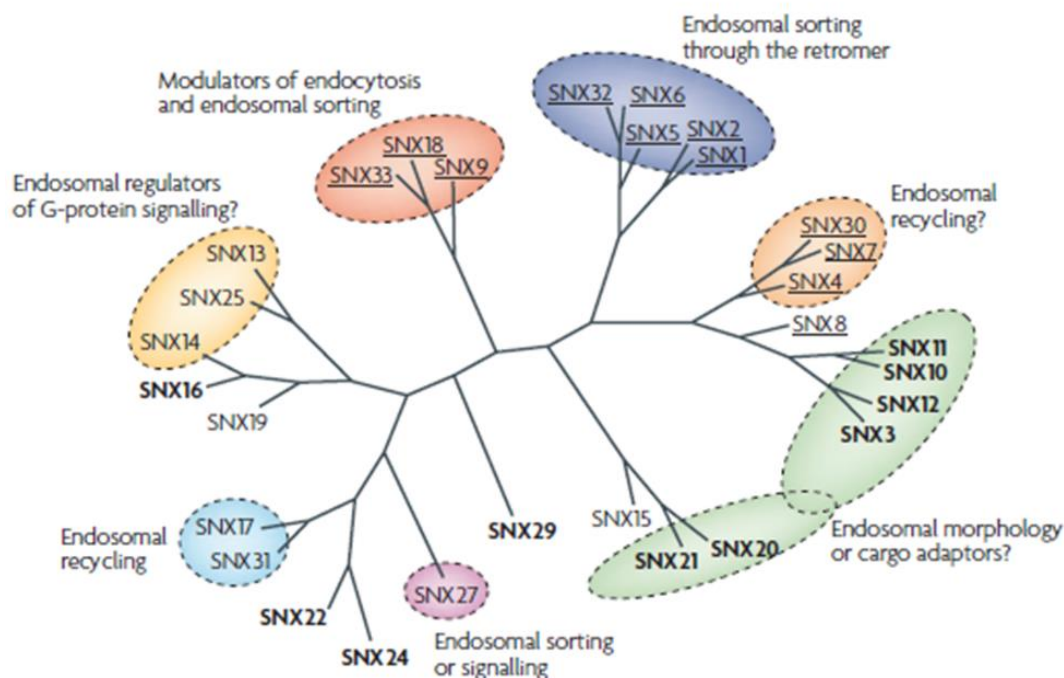 Endosomal sorting
through the retromer
SNX32
SNX6
SNX5
SNX2
SNX1
Modulators of endocytosis
and endosomal sorting
SNX18
SNX9
SNX33
Endosomal regulators
of G-protein signalling?
SNX13
SNX25
SNX14
SNX16
SNX19
Endosomal
recycling?
SNX30
SNX7
SNX4
SNX8
SNX11
SNX10
SNX12
SNX3
Endosomal
recycling
SNX17
SNX31
SNX22
SNX24
SNX27
Endosomal sorting
or signalling
SNX29
SNX15
SNX21
SNX20
Endosomal morphology
or cargo adaptors?